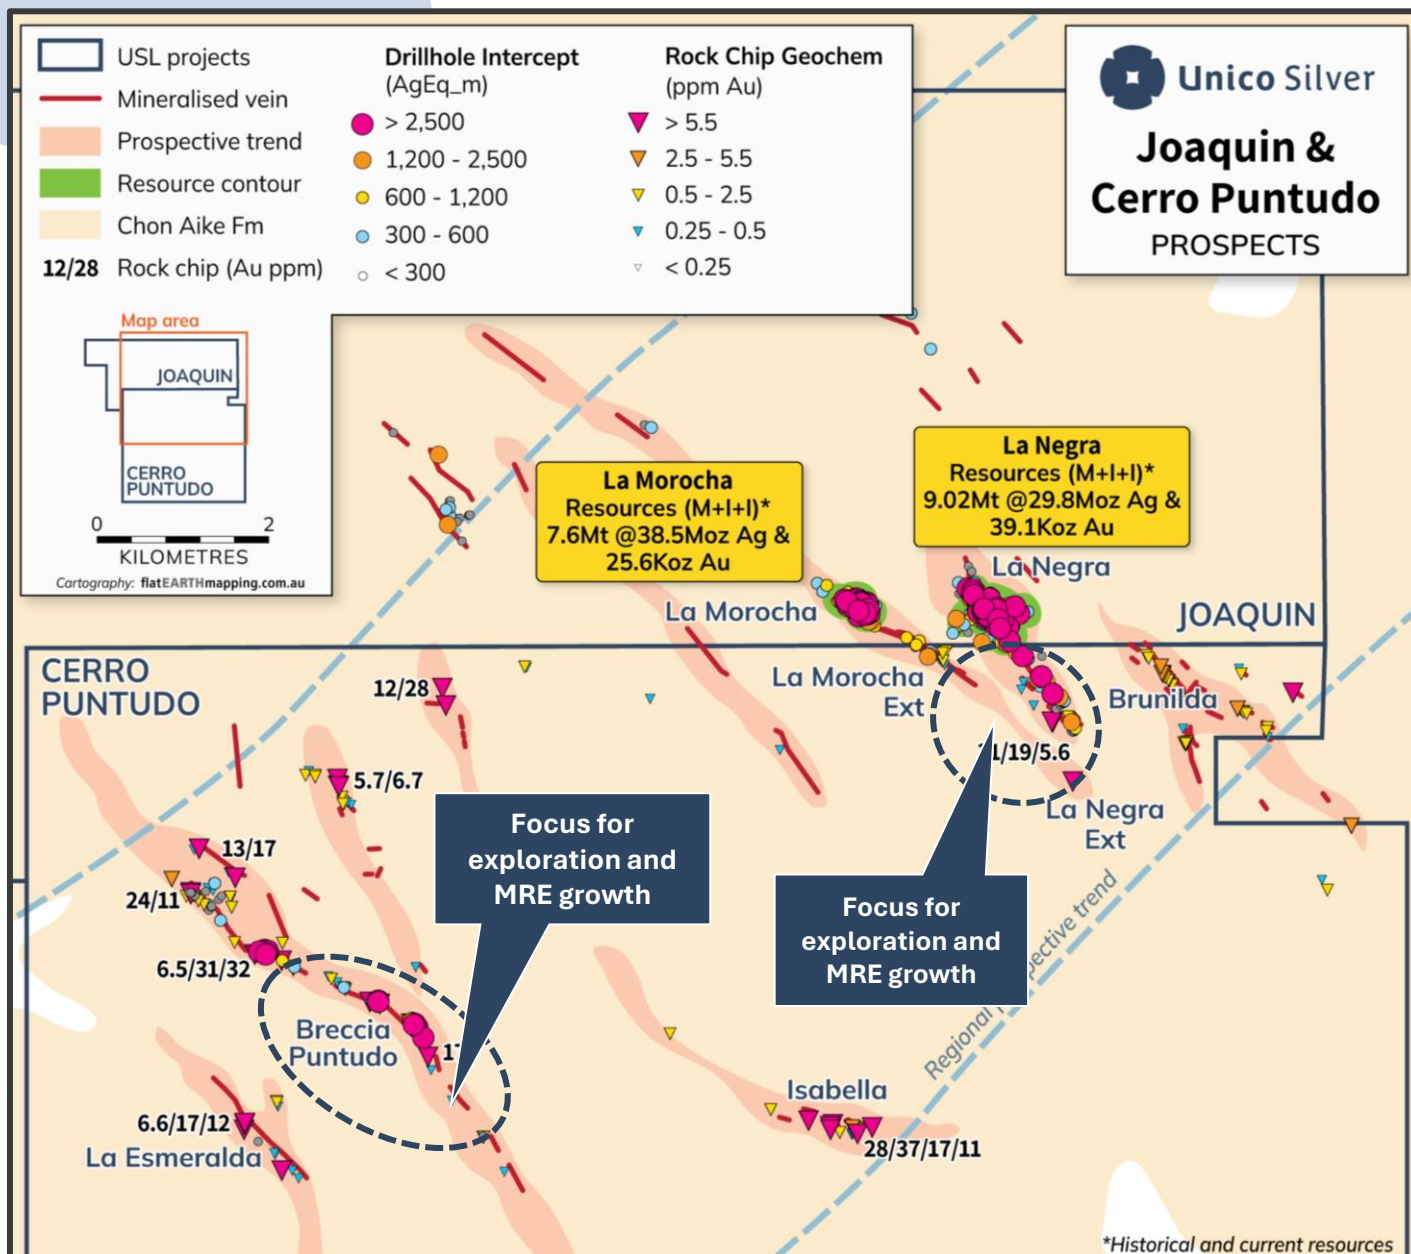 USL projects
Mineralised vein
Prospective trend
Resource contour
Chon Aike Fm
12/28 Rock chip (Au ppm)
Drillhole Intercept
(AgEq_m)
> 2,500
1,200 - 2,500
600 - 1,200
300 - 600
< 300
Rock Chip Geochem
(ppm Au)
> 5.5
2.5 - 5.5
0.5 - 2.5
0.25 - 0.5
< 0.25
Unico Silver
Joaquin &
Cerro Puntudo
PROSPECTS
Map area
JOAQUIN
CERRO
PUNTUDO
0 2
KILOMETRES
Cartography: flatEARTHmapping.com.au
La Morocha
Resources (M+I+I)*
7.6Mt @38.5Moz Ag &
25.6Koz Au
La Negra
Resources (M+I+I)*
9.02Mt @29.8Moz Ag &
39.1Koz Au
La Negra
La Morocha
JOAQUIN
CERRO
PUNTUDO
12/28
La Morocha
Ext
Brunilda
1/19/5.6
5.7/6.7
La Negra
Ext
Focus for
exploration and
MRE growth
13/17
24/11
Focus for
exploration and
MRE growth
6.5/31/32
Regional
pective trend
Breccia
Puntudo
Isabella
6.6/17/12
28/37/17/11
La Esmeralda
*Historical and current resources